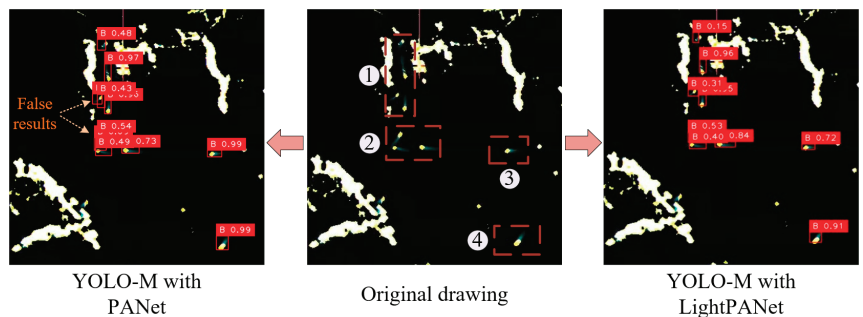 B 0.48
B 0.97
B 0.43
False
results
B 0.54
B 0.49
B 0.73
B 0.99
B 0.99
YOLO-M with
PANet
1
2
3
4
Original drawing
B 0.15
B 0.96
B 0.31
B 0.53
B 0.40
B 0.84
B 0.72
B 0.91
YOLO-M with
LightPANet